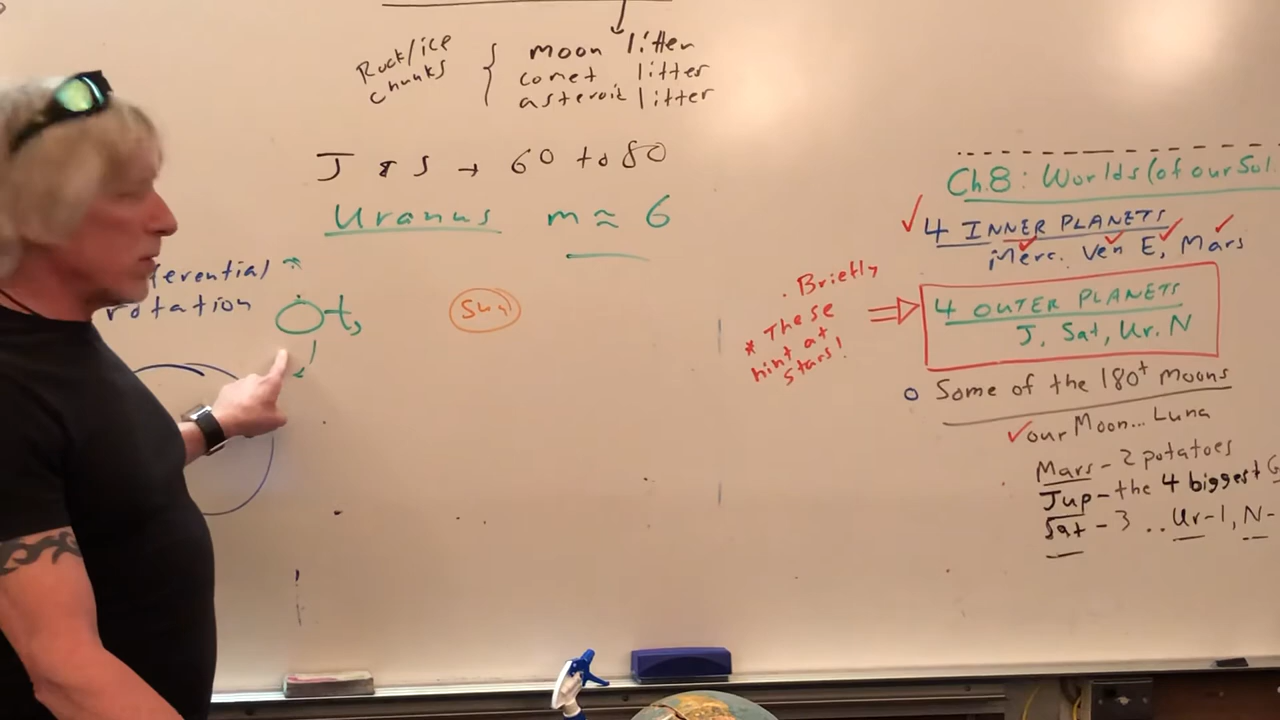 Rock/ice
chunks
moon litter
comet litter
asteroid litter
J & S → 60 to 80
Uranus m ≈ 6
erential
rotation
Sun
Ch.8: Worlds (of our Sol.
4 INNER PLANETS
Merc. Ven E, Mars
• Briefly
* These
hint at
Stars!
4 OUTER PLANETS
J, Sat, Ur. N
Some of the 180+ Moons
our Moon... Luna
Mars - 2 potatoes
Jup - the 4 biggest G
Sat - 3 .. Ur - 1, N -